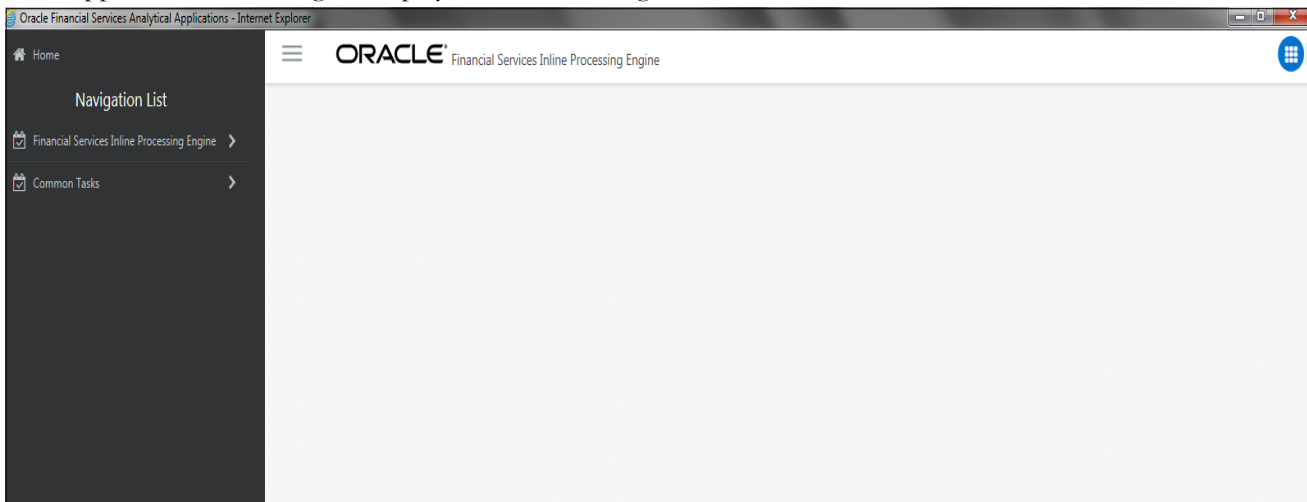 Oracle Financial Services Analytical Applications - Internet Explorer
Home
ORACLE® Financial Services Inline Processing Engine
Navigation List
Financial Services Inline Processing Engine
Common Tasks